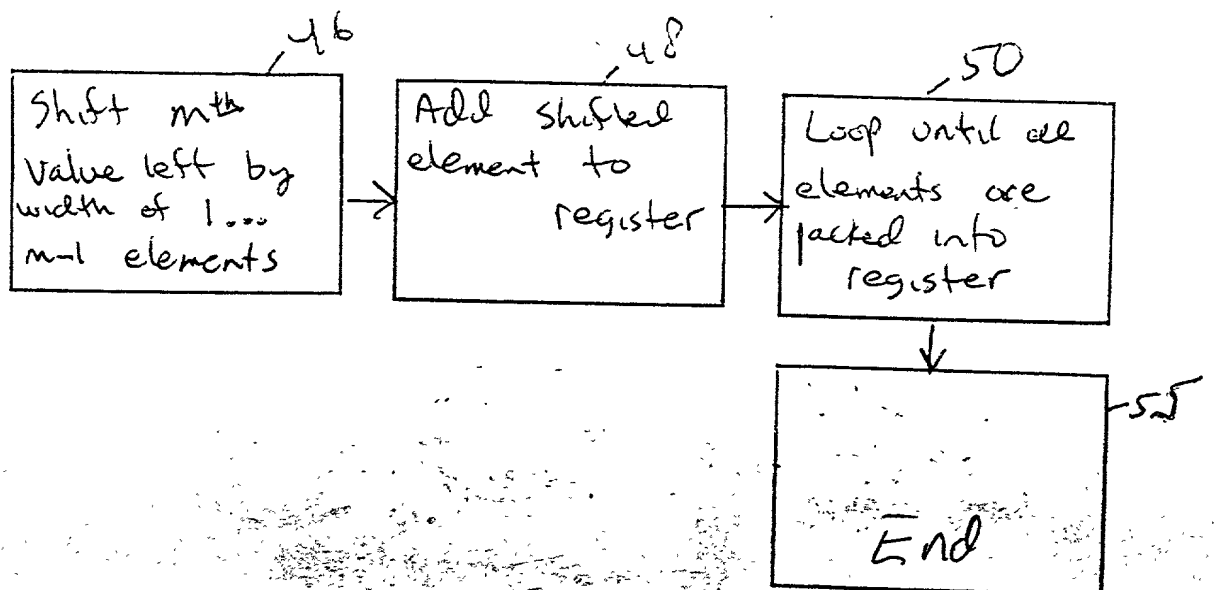 46
Shift mth
value left by
width of 1...
m-1 elements
48
Add shifted
element to
register
50
Loop until all
elements are
packed into
register
55
End